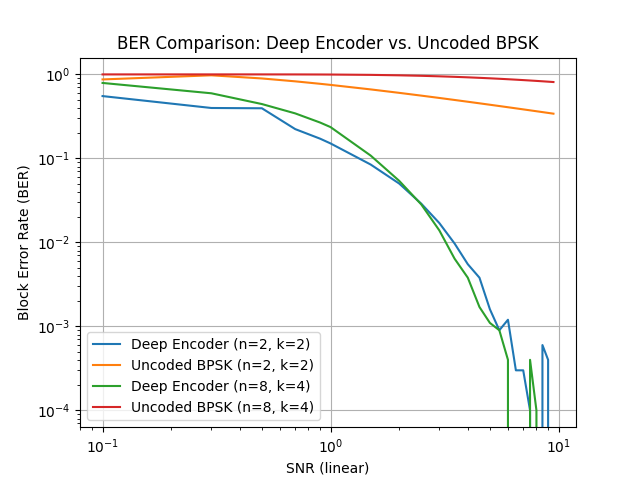 BER Comparison: Deep Encoder vs. Uncoded BPSK
Block Error Rate (BER)
10⁰
10⁻¹
10⁻²
10⁻³
10⁻⁴
Deep Encoder (n=2, k=2)
Uncoded BPSK (n=2, k=2)
Deep Encoder (n=8, k=4)
Uncoded BPSK (n=8, k=4)
10⁻¹ 10⁰ 10¹
SNR (linear)